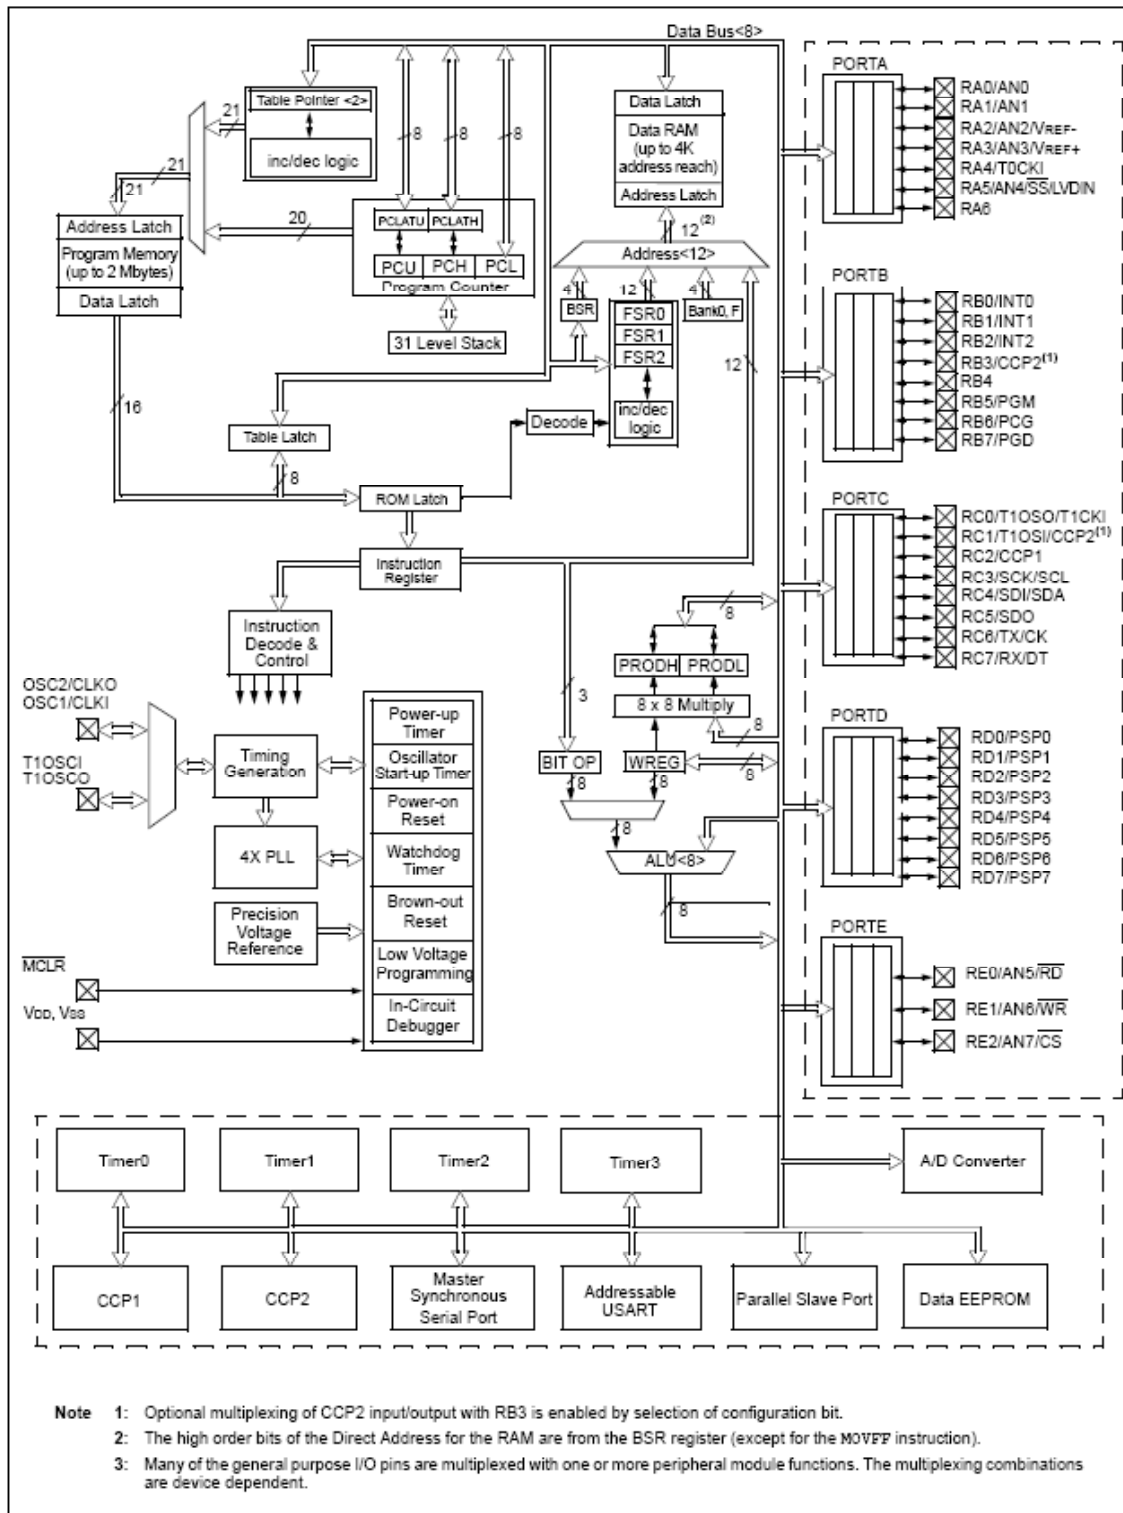 Data Bus<8>
Table Pointer <2>
inc/dec logic
21
21
21
20
8
8
8
Address Latch
Program Memory
(up to 2 Mbytes)
Data Latch
16
PCLATU
PCLATH
PCU
PCH
PCL
Program Counter
31 Level Stack
Data Latch
Data RAM
(up to 4K
address reach)
Address Latch
12(2)
Address<12>
4
12
4
BSR
FSR0
FSR1
FSR2
Bank0, F
12
inc/dec
logic
Decode
Table Latch
8
ROM Latch
Instruction
Register
Instruction
Decode &
Control
OSC2/CLKO
OSC1/CLKI
T1OSCI
T1OSCO
Timing
Generation
4X PLL
Precision
Voltage
Reference
MCLR
VDD, VSS
Power-up
Timer
Oscillator
Start-up Timer
Power-on
Reset
Watchdog
Timer
Brown-out
Reset
Low Voltage
Programming
In-Circuit
Debugger
3
8
PRODH
PRODL
8 x 8 Multiply
8
BIT OP
WREG
8
8
8
8
ALU<8>
8
PORTA
RA0/AN0
RA1/AN1
RA2/AN2/VREF-
RA3/AN3/VREF+
RA4/T0CKI
RA5/AN4/SS/LVDIN
RA6
PORTB
RB0/INT0
RB1/INT1
RB2/INT2
RB3/CCP2(1)
RB4
RB5/PGM
RB6/PCG
RB7/PGD
PORTC
RC0/T1OSO/T1CKI
RC1/T1OSI/CCP2(1)
RC2/CCP1
RC3/SCK/SCL
RC4/SDI/SDA
RC5/SDO
RC6/TX/CK
RC7/RX/DT
PORTD
RD0/PSP0
RD1/PSP1
RD2/PSP2
RD3/PSP3
RD4/PSP4
RD5/PSP5
RD6/PSP6
RD7/PSP7
PORTE
RE0/AN5/RD
RE1/AN6/WR
RE2/AN7/CS
Timer0
Timer1
Timer2
Timer3
A/D Converter
CCP1
CCP2
Master
Synchronous
Serial Port
Addressable
USART
Parallel Slave Port
Data EEPROM
Note 1: Optional multiplexing of CCP2 input/output with RB3 is enabled by selection of configuration bit.
2: The high order bits of the Direct Address for the RAM are from the BSR register (except for the MOVFF instruction).
3: Many of the general purpose I/O pins are multiplexed with one or more peripheral module functions. The multiplexing combinations
are device dependent.